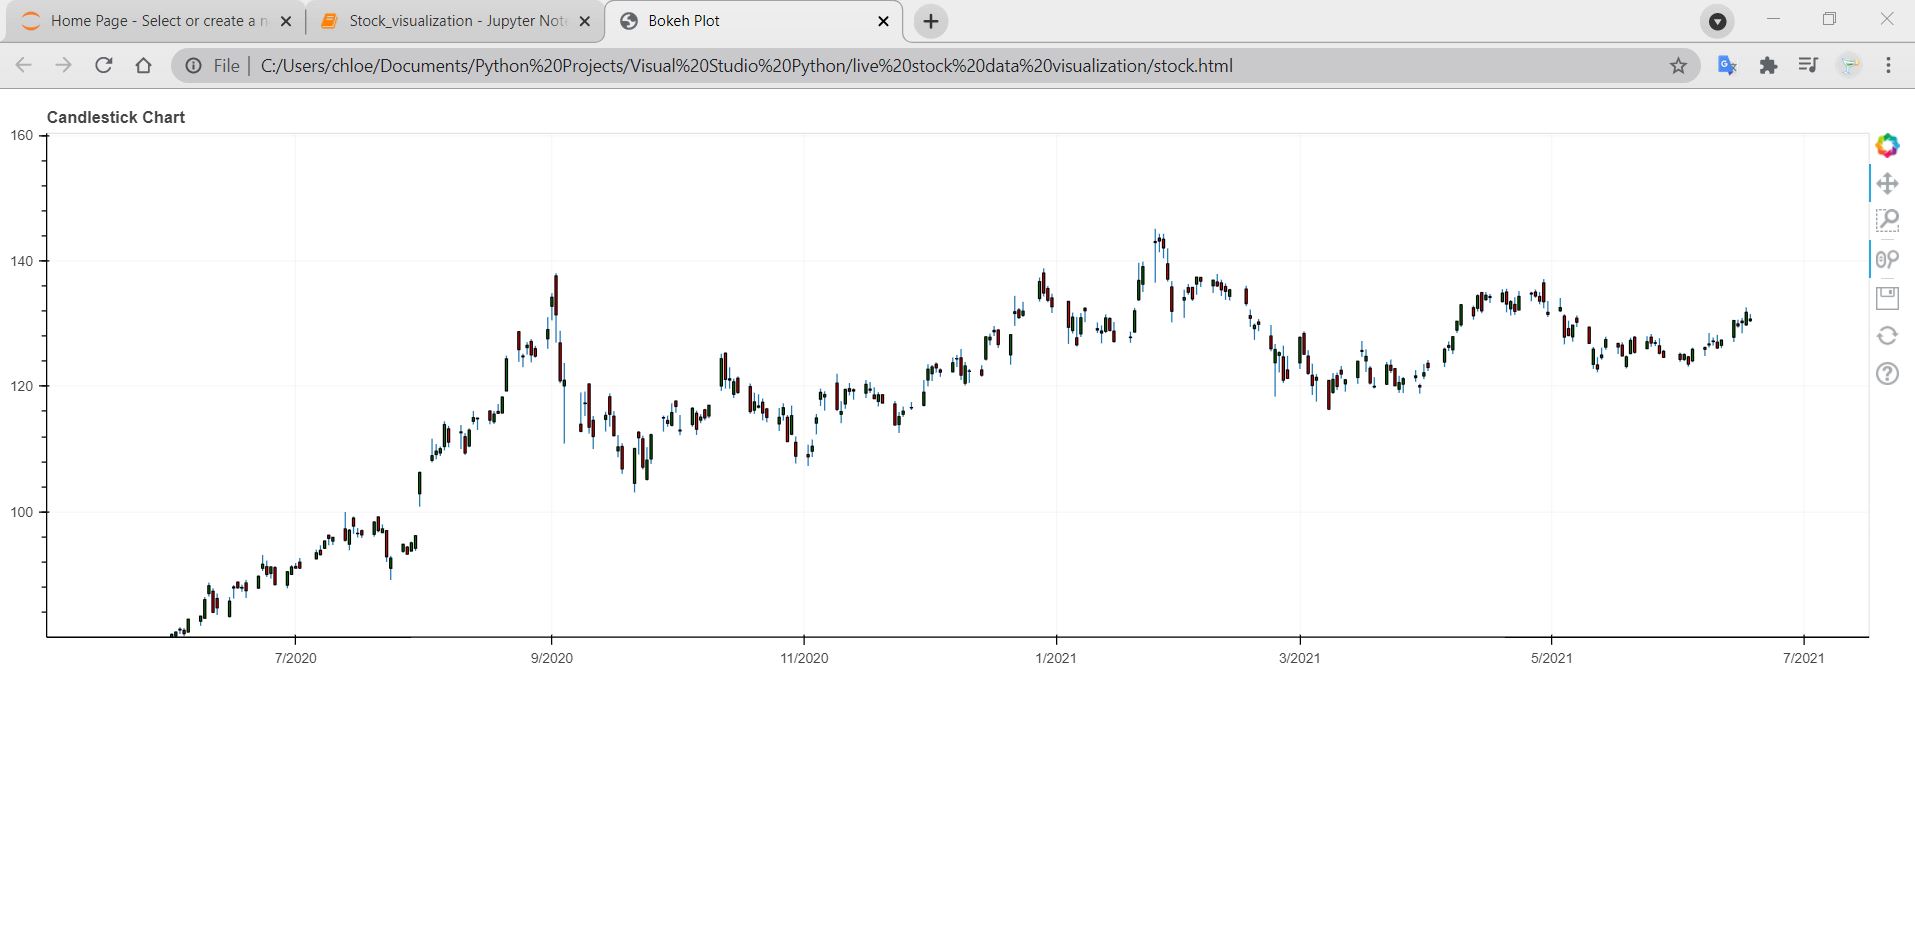 Home Page - Select or create a n
Stock_visualization - Jupyter Note
Bokeh Plot
File | C:/Users/chloe/Documents/Python%20Projects/Visual%20Studio%20Python/live%20stock%20data%20visualization/stock.html
Candlestick Chart
160
140
120
100
7/2020 9/2020 11/2020 1/2021 3/2021 5/2021 7/2021